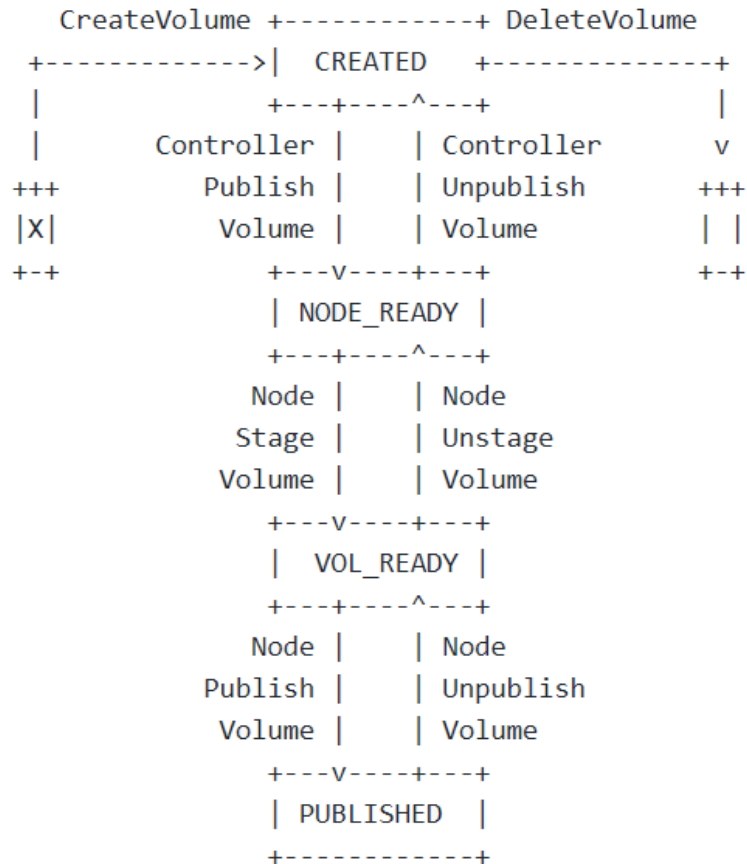 CreateVolume +------------+ DeleteVolume
 +------------->|  CREATED   +--------------+
 |              +---+----^---+              |
 |       Controller |    | Controller       v
+++         Publish |    | Unpublish       +++
|X|          Volume |    | Volume          | |
+-+             +---v----+---+             +-+
                | NODE_READY |
                +---+----^---+
               Node |    | Node
              Stage |    | Unstage
             Volume |    | Volume
                +---v----+---+
                |  VOL_READY |
                +---+----^---+
               Node |    | Node
            Publish |    | Unpublish
             Volume |    | Volume
                +---v----+---+
                | PUBLISHED  |
                +------------+